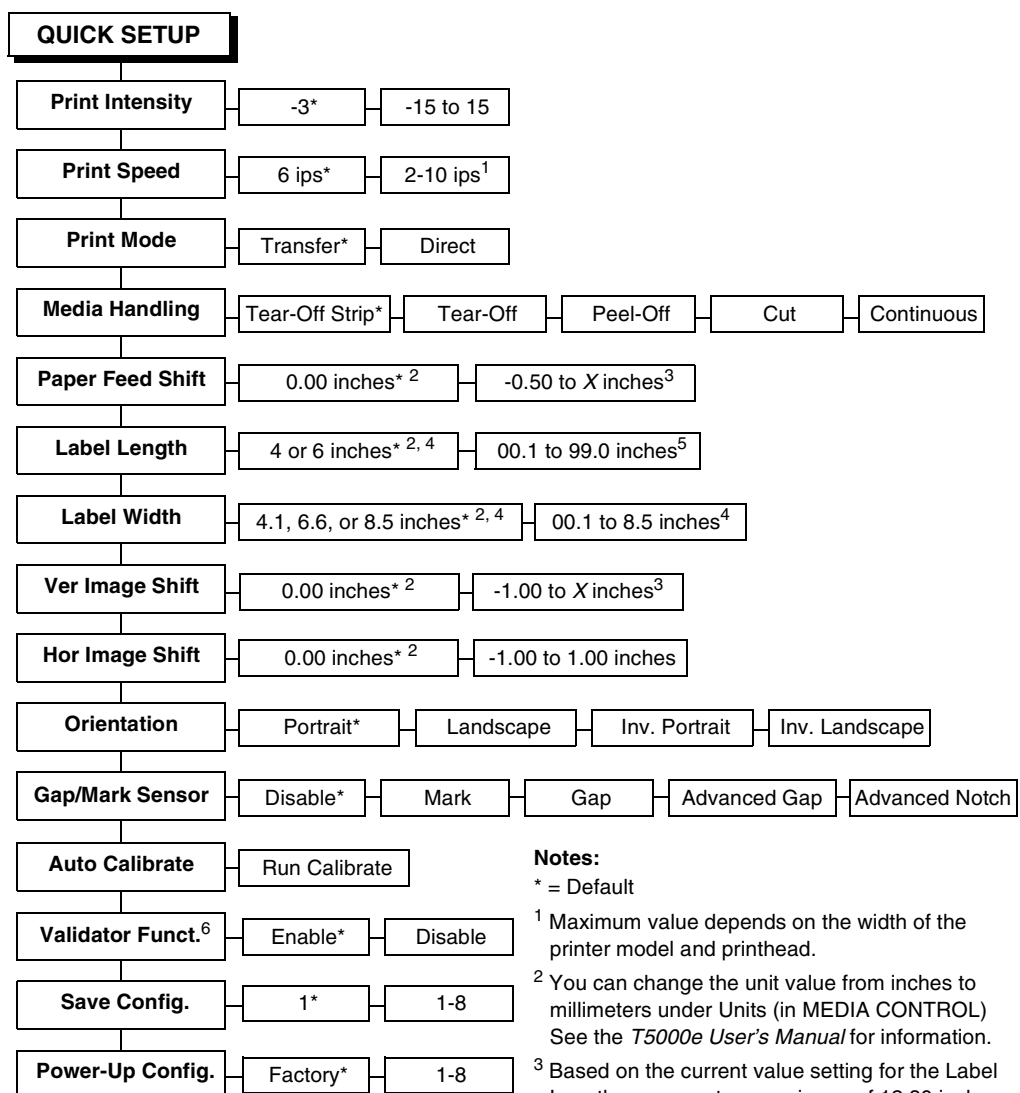 QUICK SETUP
Print Intensity -3* -15 to 15
Print Speed 6 ips* 2-10 ips1
Print Mode Transfer* Direct
Media Handling Tear-Off Strip* Tear-Off Peel-Off Cut Continuous
Paper Feed Shift 0.00 inches* 2 -0.50 to X inches3
Label Length 4 or 6 inches* 2, 4 00.1 to 99.0 inches5
Label Width 4.1, 6.6, or 8.5 inches* 2, 4 00.1 to 8.5 inches4
Ver Image Shift 0.00 inches* 2 -1.00 to X inches3
Hor Image Shift 0.00 inches* 2 -1.00 to 1.00 inches
Orientation Portrait* Landscape Inv. Portrait Inv. Landscape
Gap/Mark Sensor Disable* Mark Gap Advanced Gap Advanced Notch
Auto Calibrate Run Calibrate
Validator Funct.6 Enable* Disable
Save Config. 1* 1-8
Power-Up Config. Factory* 1-8
Notes:
* = Default
1 Maximum value depends on the width of the
printer model and printhead.
2 You can change the unit value from inches to
millimeters under Units (in MEDIA CONTROL)
See the T5000e User's Manual for information.
3 Based on the current value setting for the Label